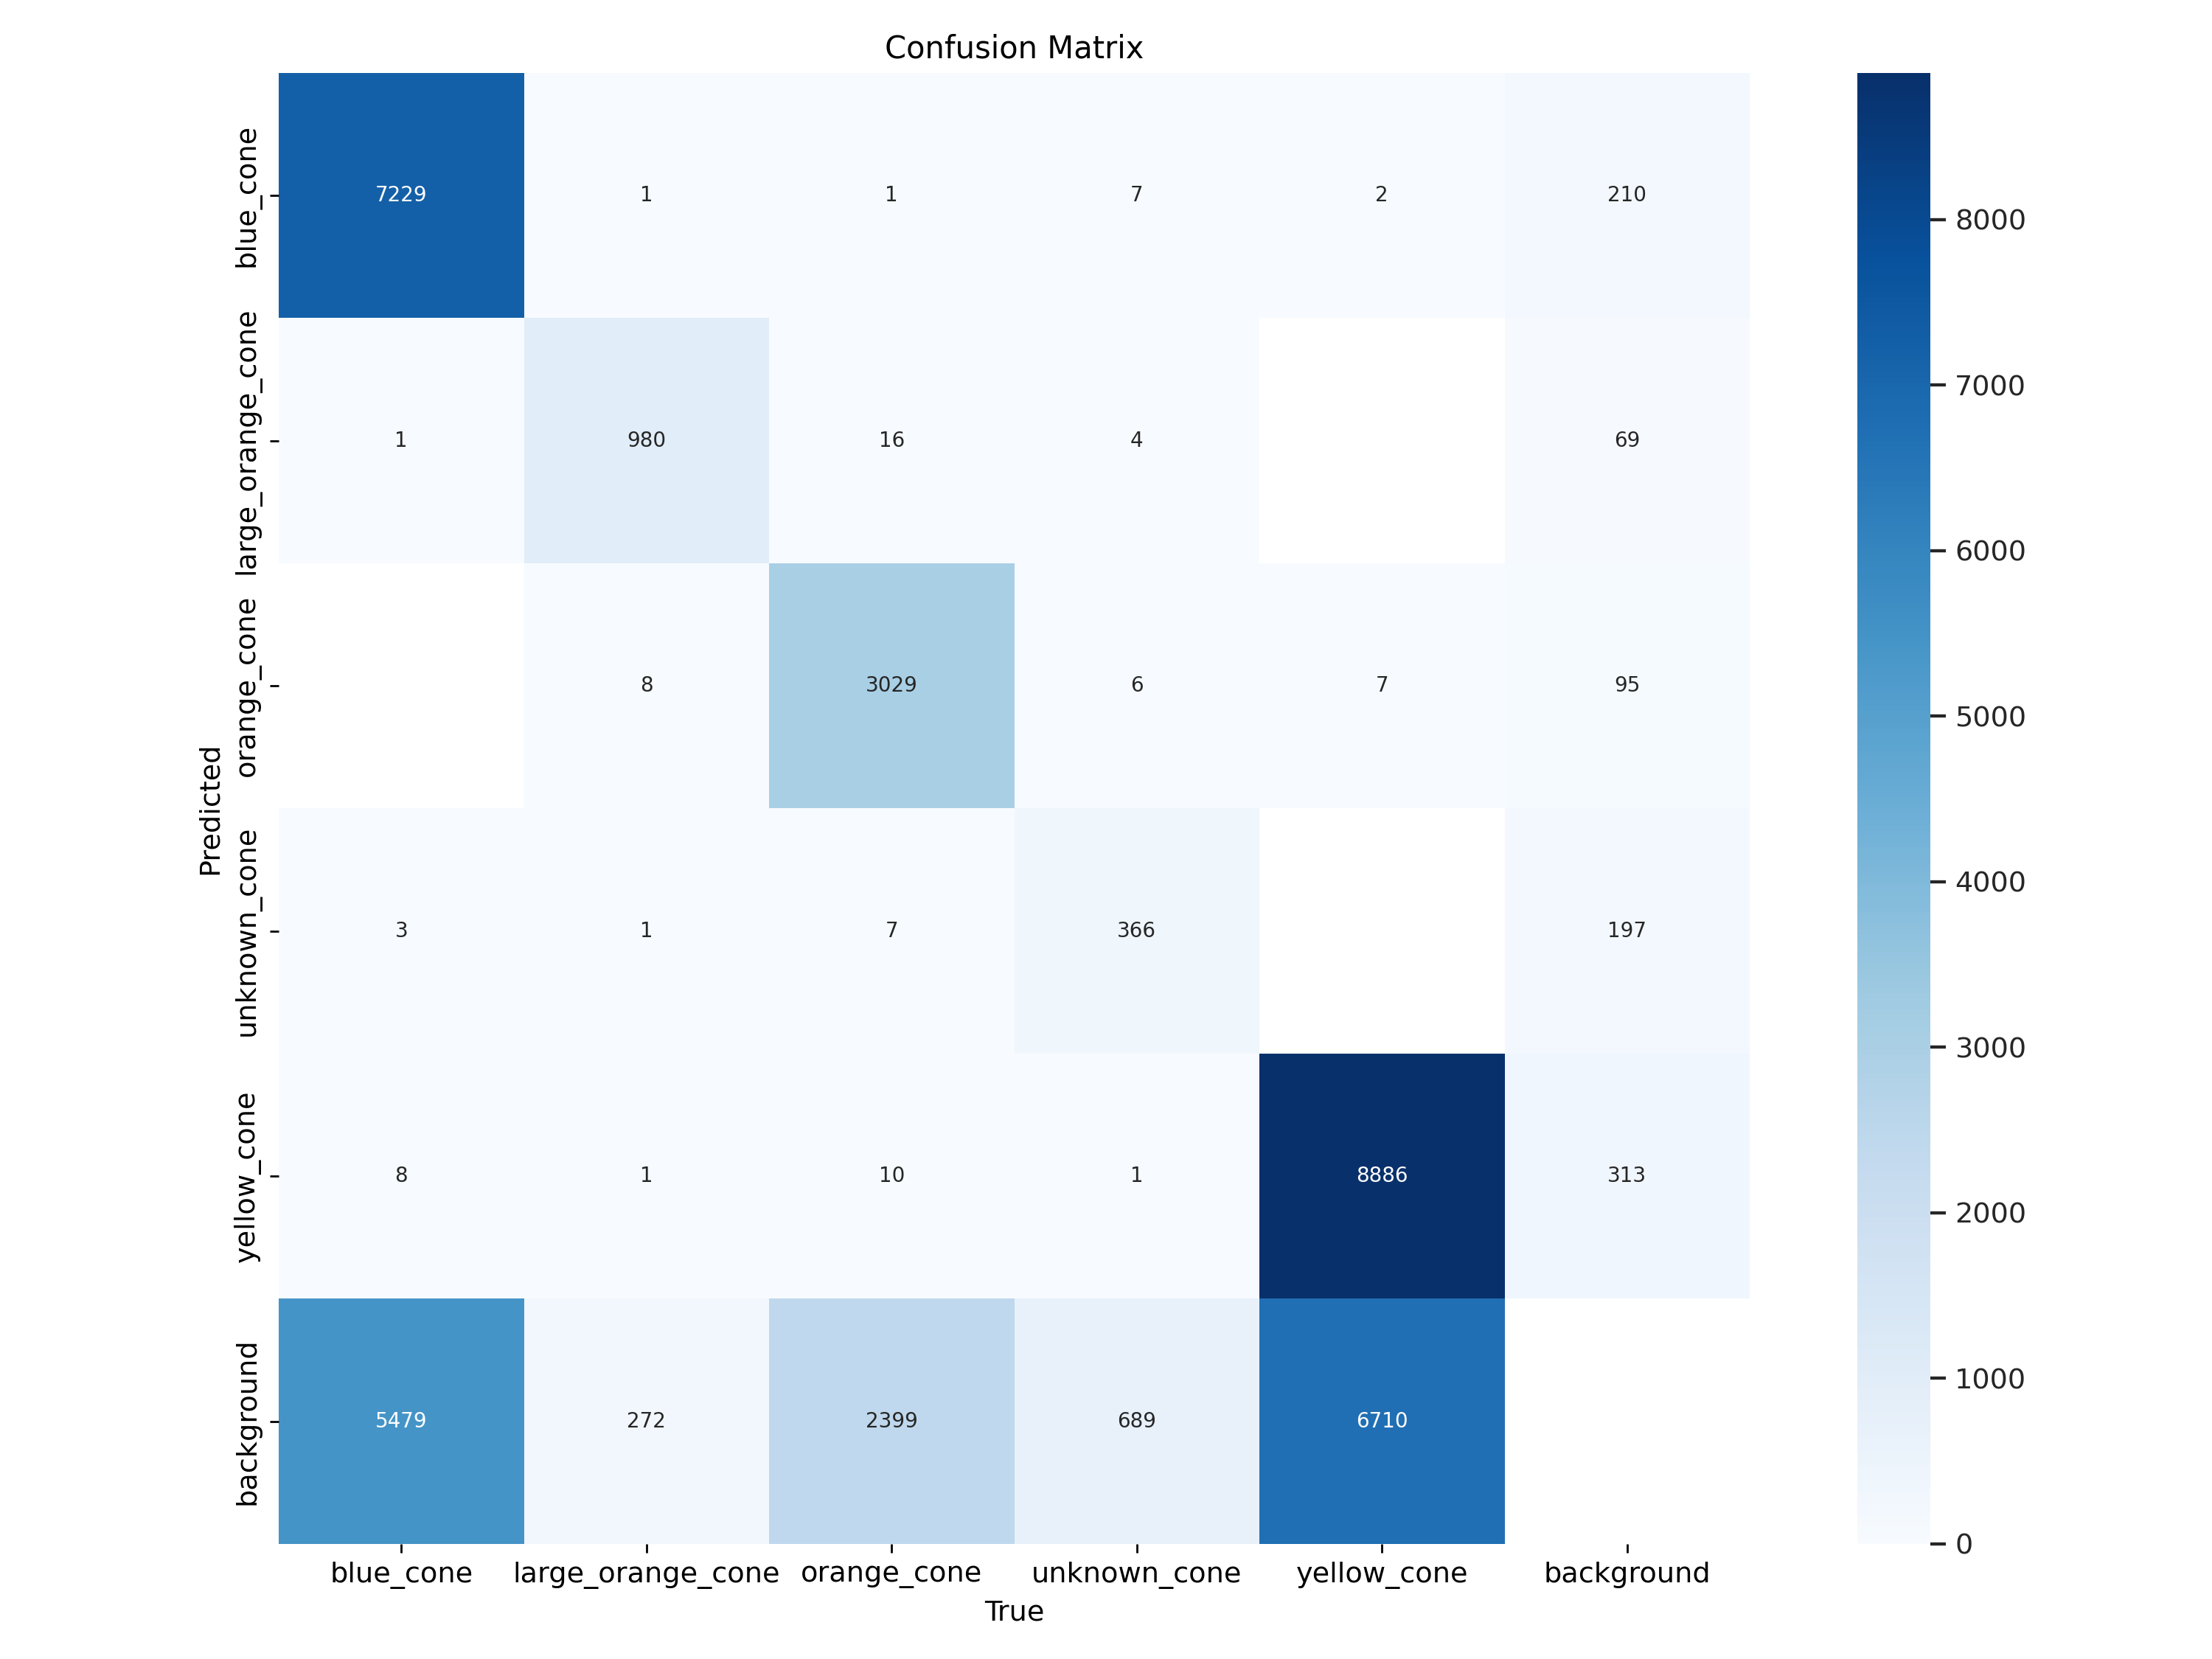 Confusion Matrix
Predicted
blue_cone
7229 1 1 7 2 210
large_orange_cone
1 980 16 4 69
orange_cone
8 3029 6 7 95
unknown_cone
3 1 7 366 197
yellow_cone
8 1 10 1 8886 313
background
5479 272 2399 689 6710
blue_cone large_orange_cone orange_cone unknown_cone yellow_cone background
True
8000
7000
6000
5000
4000
3000
2000
1000
0